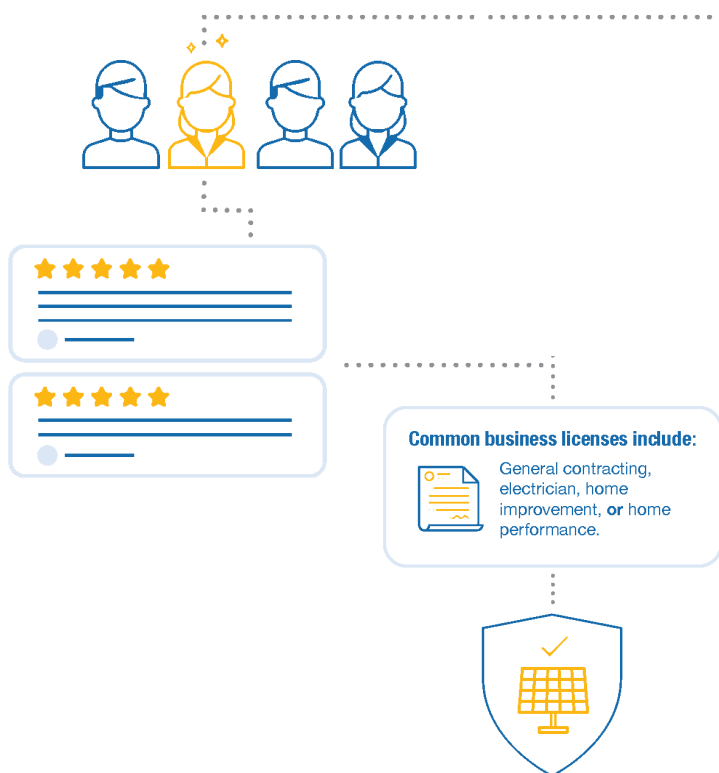 Common business licenses include:
General contracting,
electrician, home
improvement, or home
performance.